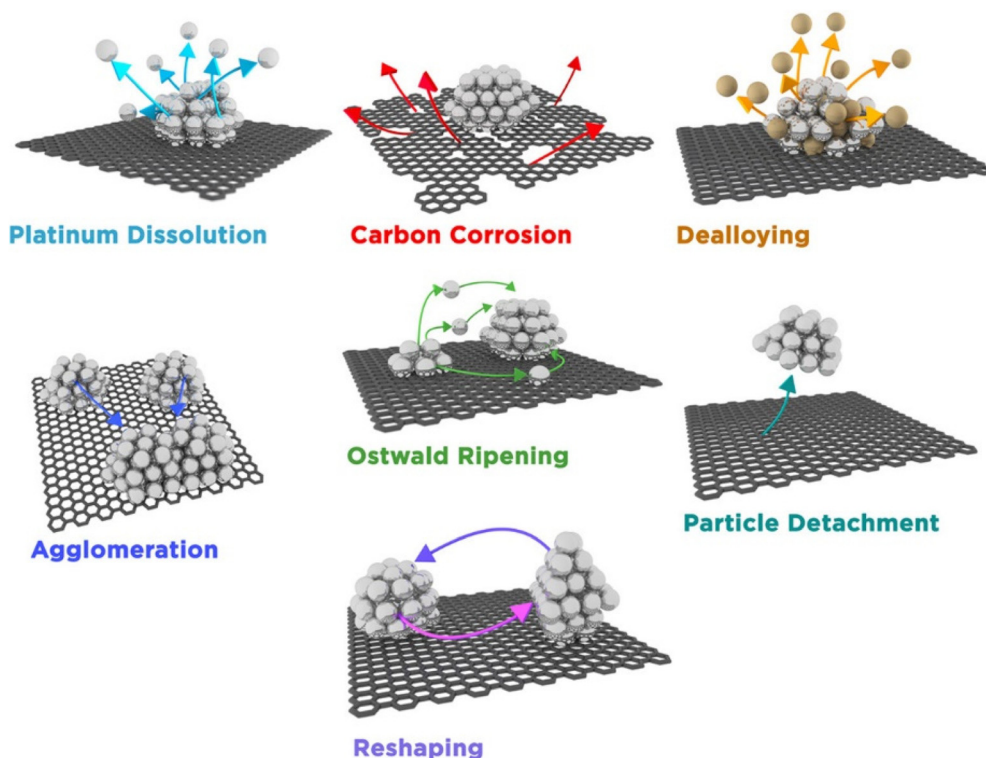 Platinum Dissolution
Carbon Corrosion
Dealloying
Ostwald Ripening
Agglomeration
Particle Detachment
Reshaping